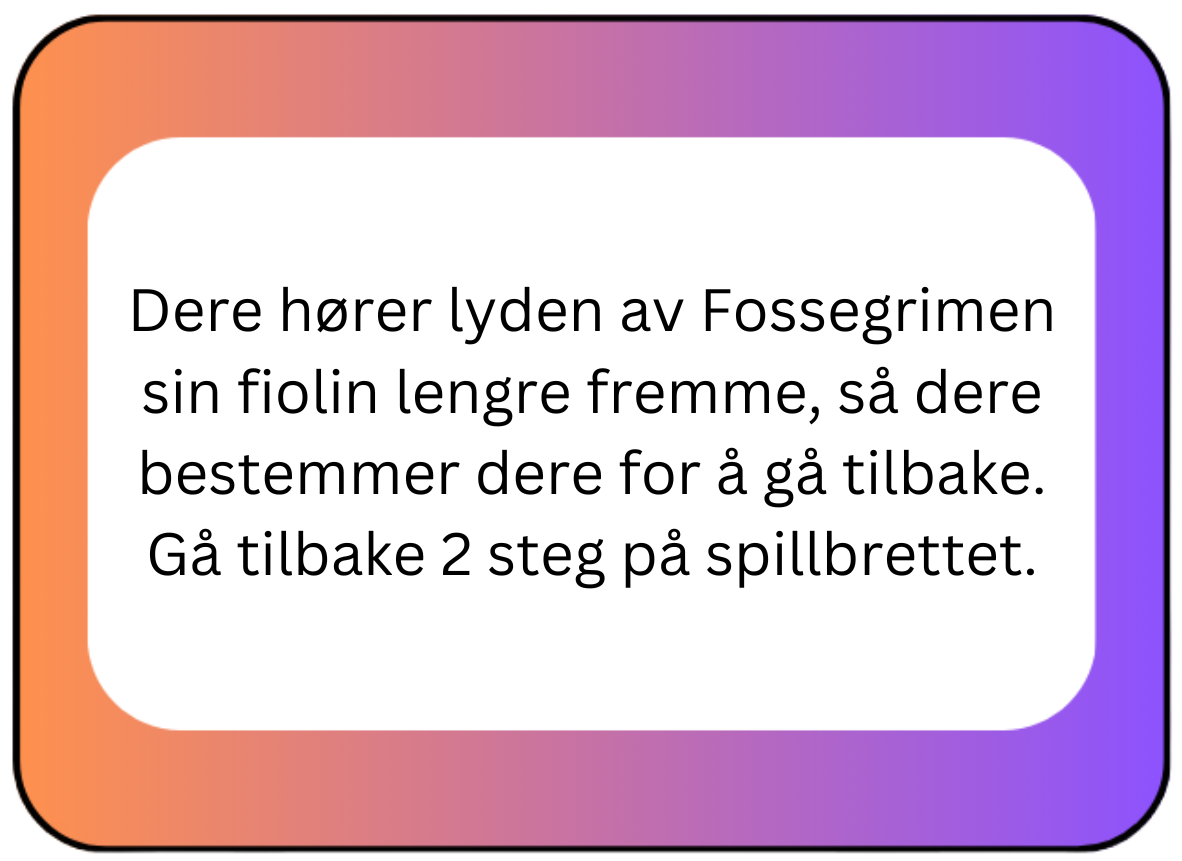 Dere hører lyden av Fossegrimen
sin fiolin lengre fremme, så dere
bestemmer dere for å gå tilbake.
Gå tilbake 2 steg på spillbrettet.